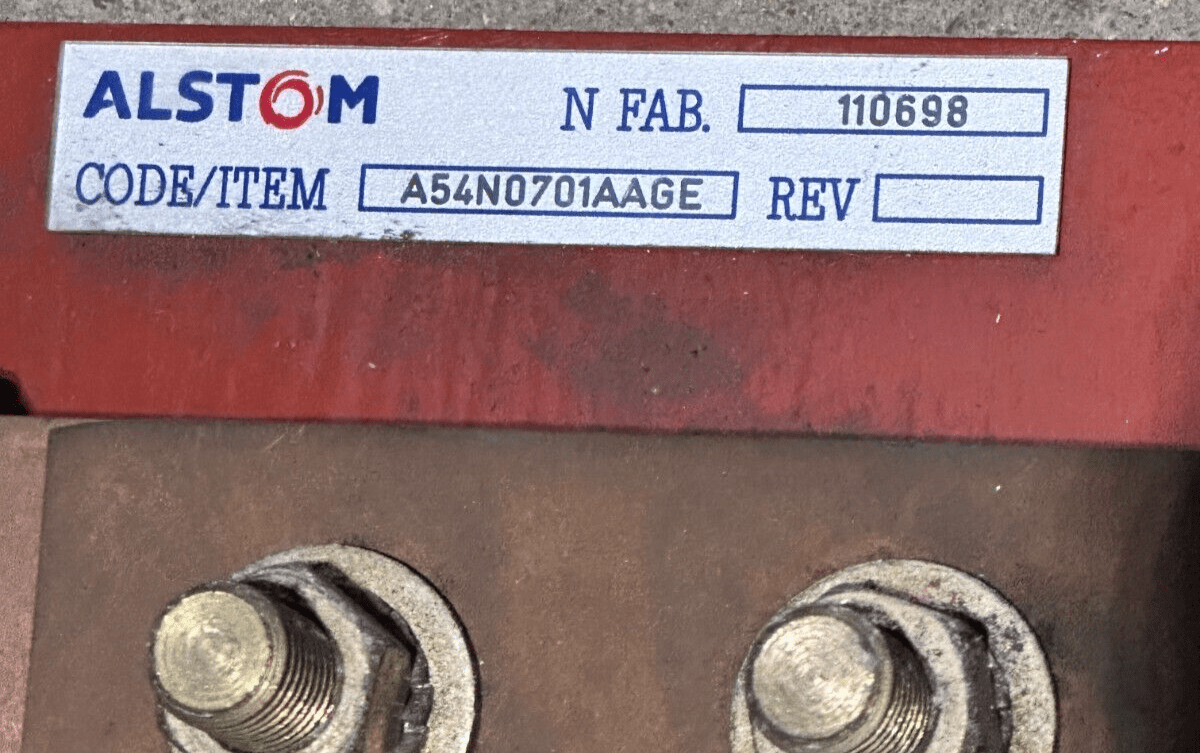 ALSTOM N FAB. 110698
CODE/ITEM A54N0701AAGE REV